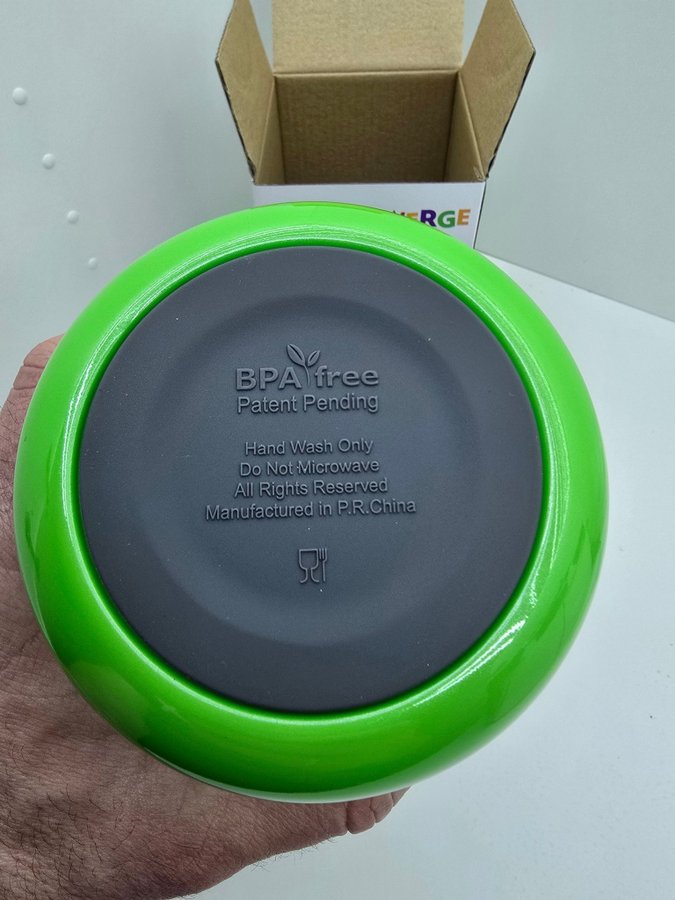 ERGE
BPA free
Patent Pending
Hand Wash Only
Do Not Microwave
All Rights Reserved
Manufactured in P.R.China